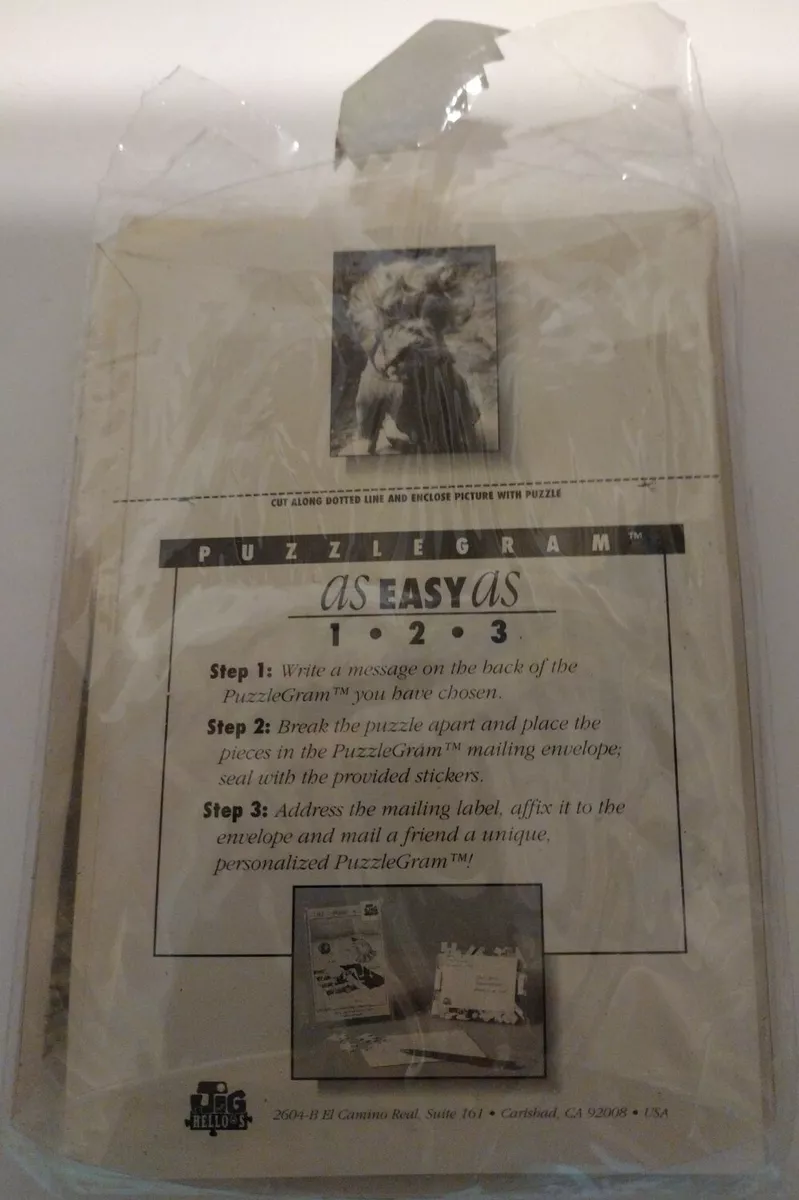 CUT ALONG DOTTED LINE AND ENCLOSE PICTURE WITH PUZZLE
PUZZLEGRAM™
as EASY as
1 • 2 • 3
Step 1: Write a message on the back of the
PuzzleGram™ you have chosen.
Step 2: Break the puzzle apart and place the
pieces in the PuzzleGram™ mailing envelope;
seal with the provided stickers.
Step 3: Address the mailing label, affix it to the
envelope and mail a friend a unique,
personalized PuzzleGram™!
JIG
HELLO'S
2604-B El Camino Real, Suite 161 • Carlsbad, CA 92008 • USA